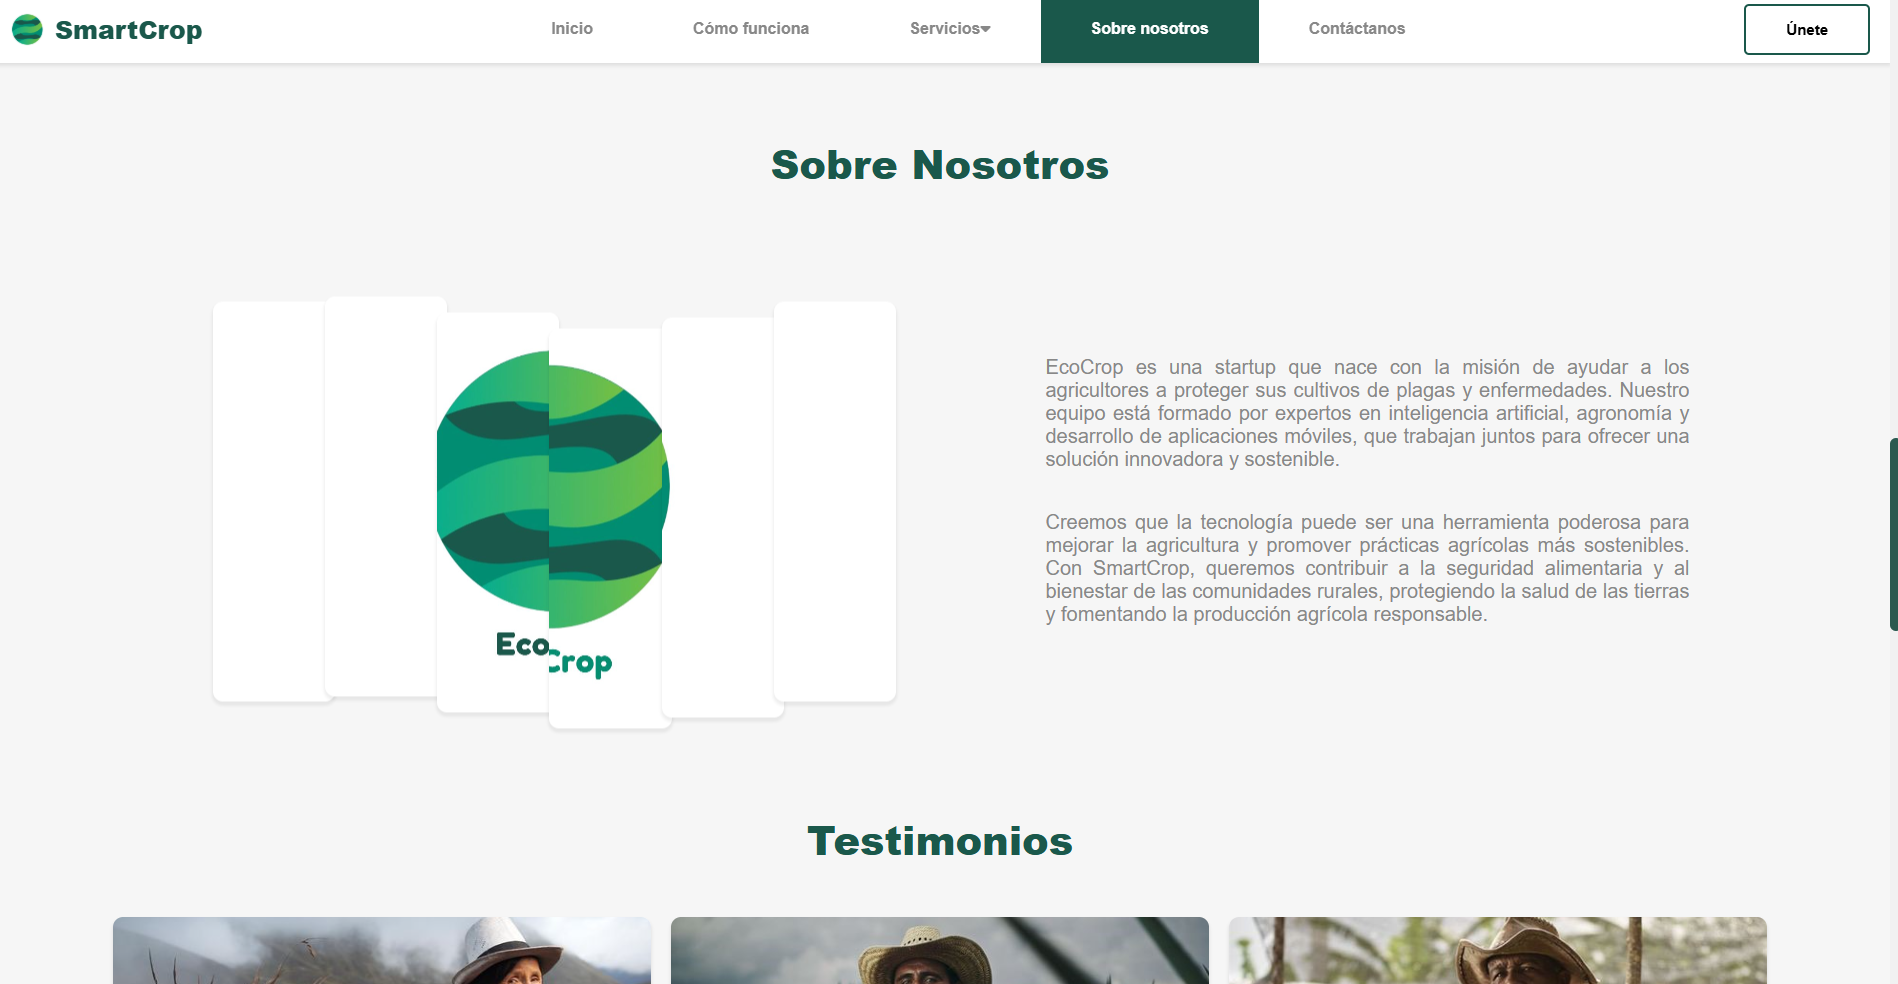 SmartCrop
Inicio
Cómo funciona
Servicios
Sobre nosotros
Contáctanos
Únete
Sobre Nosotros
EcoCrop
EcoCrop es una startup que nace con la misión de ayudar a los
agricultores a proteger sus cultivos de plagas y enfermedades. Nuestro
equipo está formado por expertos en inteligencia artificial, agronomía y
desarrollo de aplicaciones móviles, que trabajan juntos para ofrecer una
solución innovadora y sostenible.
Creemos que la tecnología puede ser una herramienta poderosa para
mejorar la agricultura y promover prácticas agrícolas más sostenibles.
Con SmartCrop, queremos contribuir a la seguridad alimentaria y al
bienestar de las comunidades rurales, protegiendo la salud de las tierras
y fomentando la producción agrícola responsable.
Testimonios